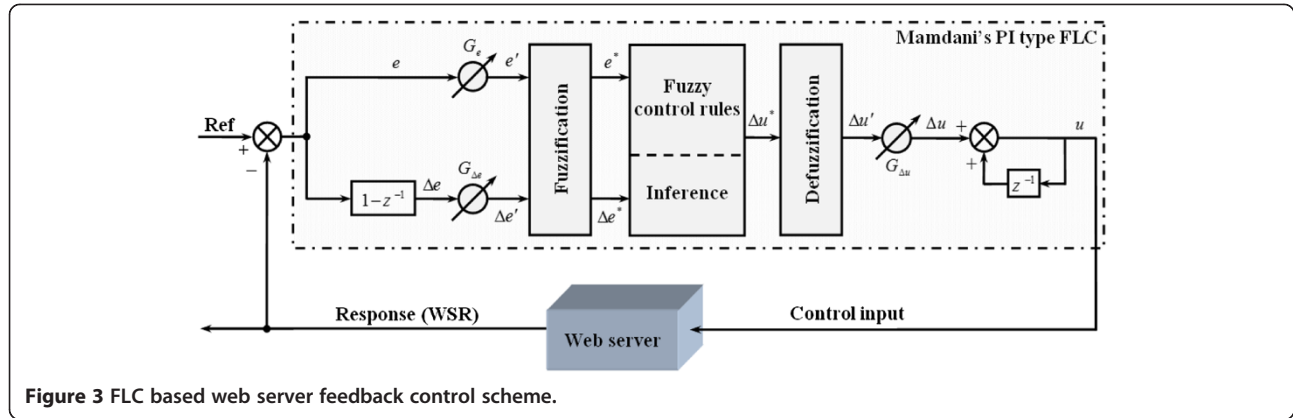 Mamdani's PI type FLC
e
G_e
e'
e*
Ref
+
−
1−z⁻¹
Δe
G_Δe
Δe'
Δe*
Fuzzification
Fuzzy
control rules
Inference
Δu*
Defuzzification
Δu'
G_Δu
Δu
+
+
u
z⁻¹
Response (WSR)
Web server
Control input
Figure 3 FLC based web server feedback control scheme.